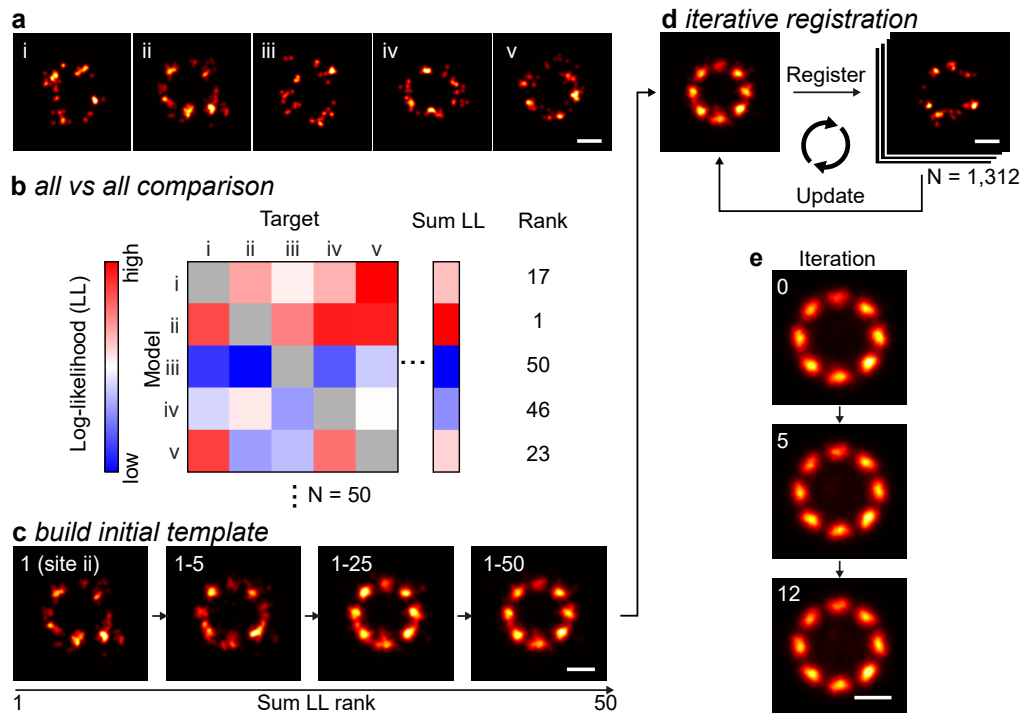 a
i ii iii iv v
b all vs all comparison
Target
Sum LL
Rank
i ii iii iv v
Log-likelihood (LL)
high
low
Model
i
17
ii
1
iii
...
50
iv
46
v
23
⋮ N = 50
c build initial template
1 (site ii)
1-5
1-25
1-50
1
Sum LL rank
50
d iterative registration
Register
Update
N = 1,312
e
Iteration
0
5
12